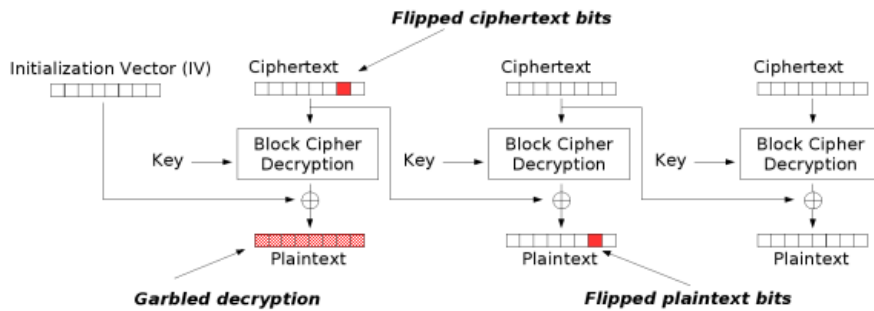 Flipped ciphertext bits
Initialization Vector (IV)
Ciphertext
Ciphertext
Ciphertext
Key
Block Cipher
Decryption
Key
Block Cipher
Decryption
Key
Block Cipher
Decryption
Plaintext
Plaintext
Plaintext
Garbled decryption
Flipped plaintext bits